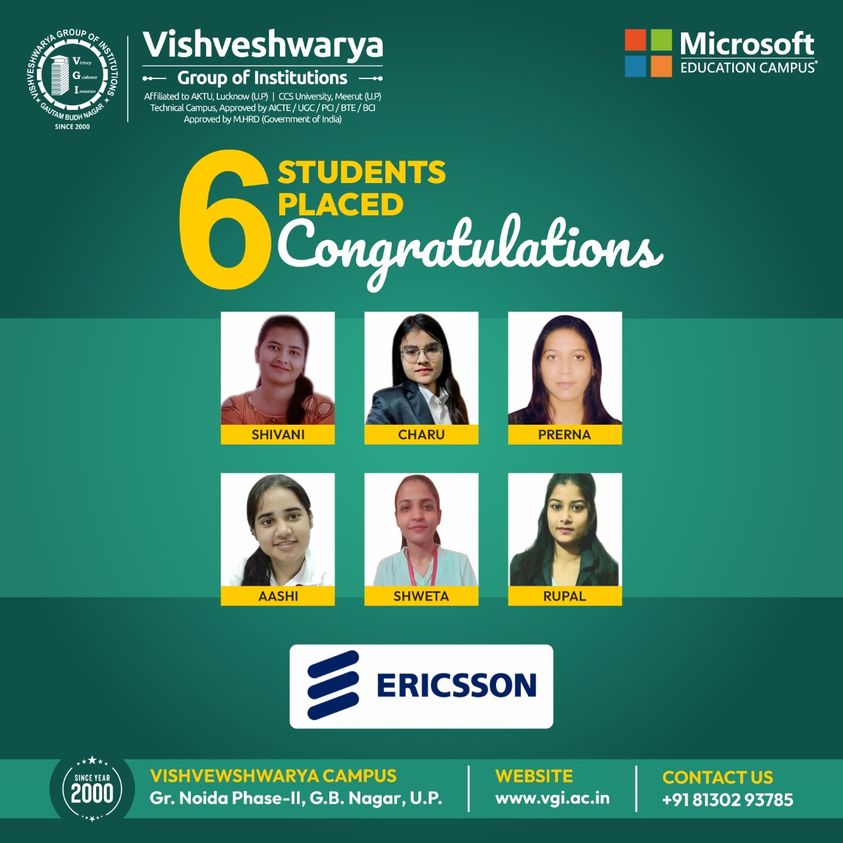 VISHVESHWARYA GROUP OF INSTITUTIONS
GAUTAM BUDH NAGAR
Victory
Guidance
Innovation
SINCE 2000
Vishveshwarya
Group of Institutions
Affiliated to AKTU, Lucknow (U.P) | CCS University, Meerut (U.P)
Technical Campus, Approved by AICTE / UGC / PCI / BTE / BCI
Approved by M.HRD (Government of India)
Microsoft
EDUCATION CAMPUS*
6 STUDENTS
PLACED
Congratulations
SHIVANI
CHARU
PRERNA
AASHI
SHWETA
RUPAL
ERICSSON
SINCE YEAR
2000
VISHVEWSHWARYA CAMPUS
Gr. Noida Phase-II, G.B. Nagar, U.P.
WEBSITE
www.vgi.ac.in
CONTACT US
+91 81302 93785